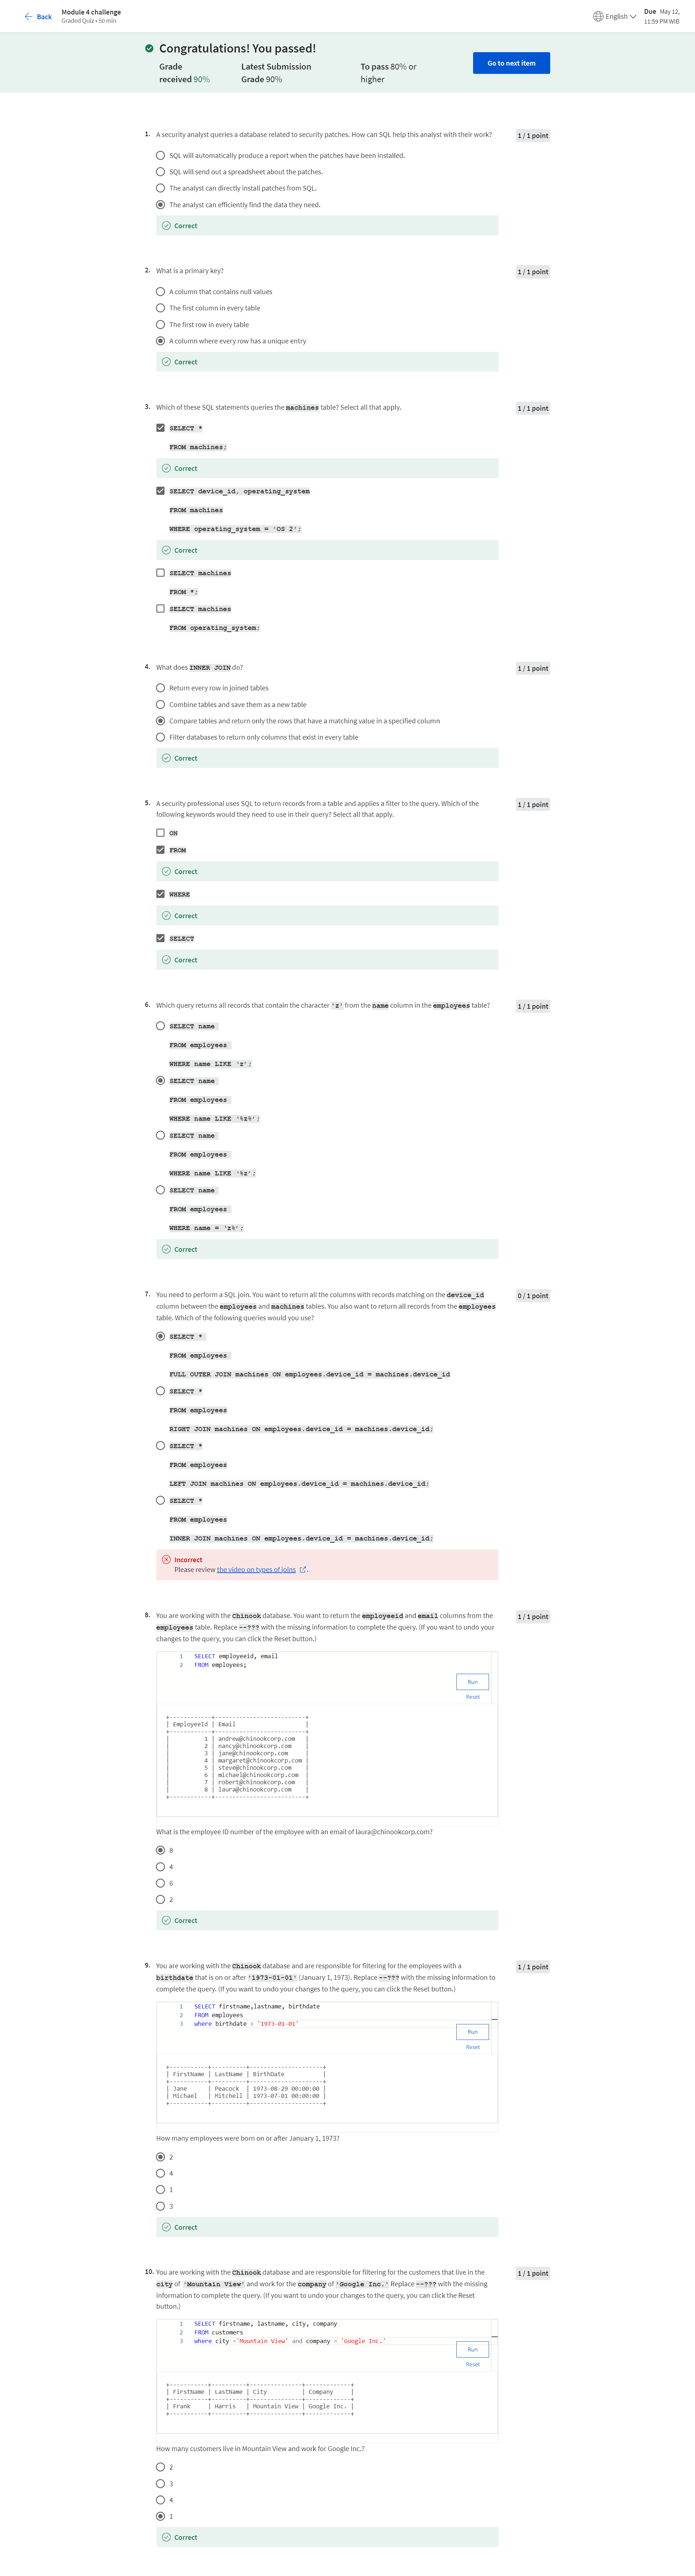 Back
Module 4 challenge
Graded Quiz • 50 min
English
Due May 12,
11:59 PM WIB
Congratulations! You passed!
Grade
received 90%
Latest Submission
Grade 90%
To pass 80% or
higher
Go to next item
1. A security analyst queries a database related to security patches. How can SQL help this analyst with their work?
1 / 1 point
SQL will automatically produce a report when the patches have been installed.
SQL will send out a spreadsheet about the patches.
The analyst can directly install patches from SQL.
The analyst can efficiently find the data they need.
Correct
2. What is a primary key?
1 / 1 point
A column that contains null values
The first column in every table
The first row in every table
A column where every row has a unique entry
Correct
3. Which of these SQL statements queries the machines table? Select all that apply.
1 / 1 point
SELECT *
FROM machines;
Correct
SELECT device_id, operating_system
FROM machines
WHERE operating_system = 'OS 2';
Correct
SELECT machines
FROM *;
SELECT machines
FROM operating_system;
4. What does INNER JOIN do?
1 / 1 point
Return every row in joined tables
Combine tables and save them as a new table
Compare tables and return only the rows that have a matching value in a specified column
Filter databases to return only columns that exist in every table
Correct
5. A security professional uses SQL to return records from a table and applies a filter to the query. Which of the
following keywords would they need to use in their query? Select all that apply.
1 / 1 point
ON
FROM
Correct
WHERE
Correct
SELECT
Correct
6. Which query returns all records that contain the character 'z' from the name column in the employees table?
1 / 1 point
SELECT name
FROM employees
WHERE name LIKE 'z';
SELECT name
FROM employees
WHERE name LIKE '%z%';
SELECT name
FROM employees
WHERE name LIKE '%z';
SELECT name
FROM employees
WHERE name = 'z%';
Correct
7. You need to perform a SQL join. You want to return all the columns with records matching on the device_id
column between the employees and machines tables. You also want to return all records from the employees
table. Which of the following queries would you use?
0 / 1 point
SELECT *
FROM employees
FULL OUTER JOIN machines ON employees.device_id = machines.device_id
SELECT *
FROM employees
RIGHT JOIN machines ON employees.device_id = machines.device_id;
SELECT *
FROM employees
LEFT JOIN machines ON employees.device_id = machines.device_id;
SELECT *
FROM employees
INNER JOIN machines ON employees.device_id = machines.device_id;
Incorrect
Please review the video on types of joins.
8. You are working with the Chinook database. You want to return the employeeid and email columns from the
employees table. Replace --??? with the missing information to complete the query. (If you want to undo your
changes to the query, you can click the Reset button.)
1 / 1 point
1 SELECT employeeid, email
2 FROM employees;
Run
Reset
+------------+-------------------------+
| EmployeeId | Email |
+------------+-------------------------+
| 1 | andrew@chinookcorp.com |
| 2 | nancy@chinookcorp.com |
| 3 | jane@chinookcorp.com |
| 4 | margaret@chinookcorp.com |
| 5 | steve@chinookcorp.com |
| 6 | michael@chinookcorp.com |
| 7 | robert@chinookcorp.com |
| 8 | laura@chinookcorp.com |
+------------+-------------------------+
What is the employee ID number of the employee with an email of laura@chinookcorp.com?
8
4
6
2
Correct
9. You are working with the Chinook database and are responsible for filtering for the employees with a
birthdate that is on or after '1973-01-01' (January 1, 1973). Replace --??? with the missing information to
complete the query. (If you want to undo your changes to the query, you can click the Reset button.)
1 / 1 point
1 SELECT firstname,lastname, birthdate
2 FROM employees
3 where birthdate > '1973-01-01'
Run
Reset
+-----------+----------+---------------------+
| FirstName | LastName | BirthDate |
+-----------+----------+---------------------+
| Jane | Peacock | 1973-08-29 00:00:00 |
| Michael | Mitchell | 1973-07-01 00:00:00 |
+-----------+----------+---------------------+
How many employees were born on or after January 1, 1973?
2
4
1
3
Correct
10. You are working with the Chinook database and are responsible for filtering for the customers that live in the
city of 'Mountain View' and work for the company of 'Google Inc.' Replace --??? with the missing
information to complete the query. (If you want to undo your changes to the query, you can click the Reset
button.)
1 / 1 point
1 SELECT firstname, lastname, city, company
2 FROM customers
3 where city ='Mountain View' and company = 'Google Inc.'
Run
Reset
+-----------+----------+---------------+-------------+
| FirstName | LastName | City | Company |
+-----------+----------+---------------+-------------+
| Frank | Harris | Mountain View | Google Inc. |
+-----------+----------+---------------+-------------+
How many customers live in Mountain View and work for Google Inc.?
2
3
4
1
Correct